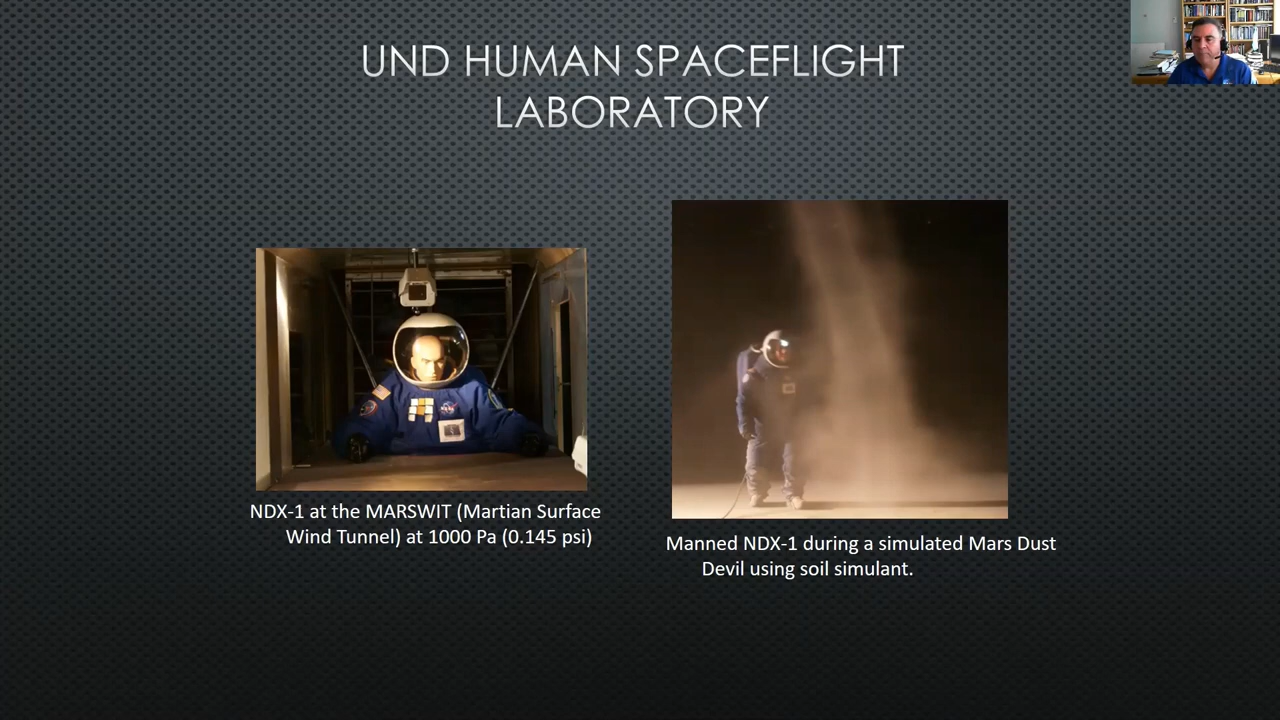 UND HUMAN SPACEFLIGHT
LABORATORY
NDX-1 at the MARSWIT (Martian Surface
Wind Tunnel) at 1000 Pa (0.145 psi)
Manned NDX-1 during a simulated Mars Dust
Devil using soil simulant.